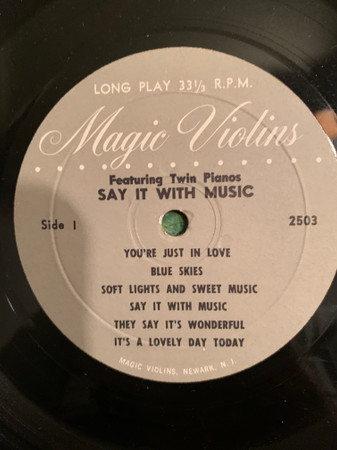 LONG PLAY 33⅓ R.P.M.
Magic Violins
Featuring Twin Pianos
SAY IT WITH MUSIC
Side 1 2503
YOU'RE JUST IN LOVE
BLUE SKIES
SOFT LIGHTS AND SWEET MUSIC
SAY IT WITH MUSIC
THEY SAY IT'S WONDERFUL
IT'S A LOVELY DAY TODAY
MAGIC VIOLINS, NEWARK, N. J.